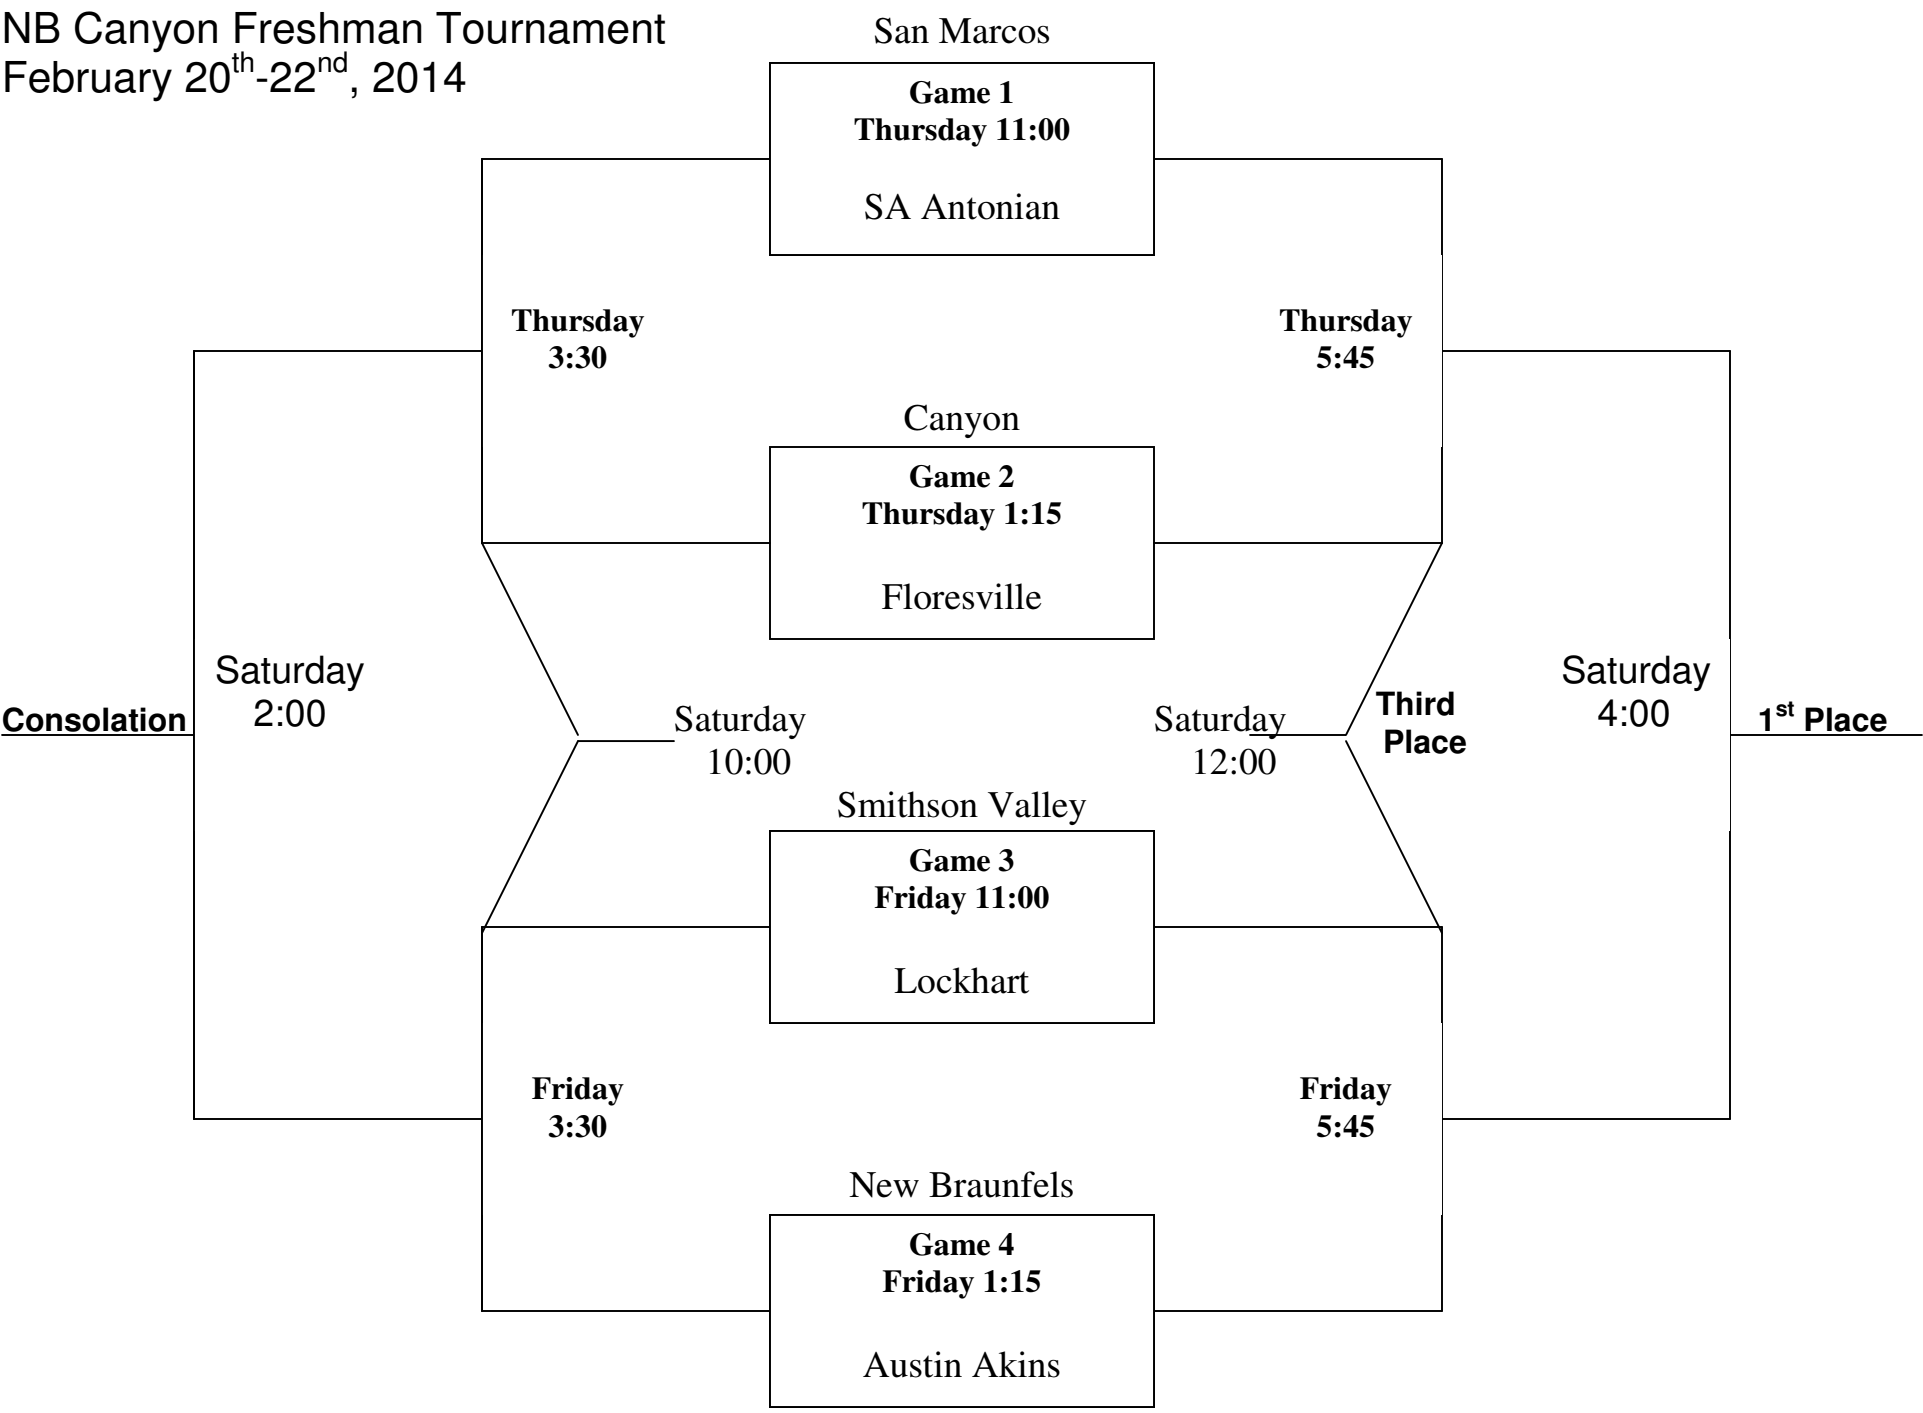 NB Canyon Freshman Tournament
February 20th-22nd, 2014
San Marcos
Game 1
Thursday 11:00
SA Antonian
Thursday
3:30
Thursday
5:45
Canyon
Game 2
Thursday 1:15
Floresville
Saturday
2:00
Consolation
Saturday
10:00
Saturday
12:00
Third
Place
Saturday
4:00
1st Place
Smithson Valley
Game 3
Friday 11:00
Lockhart
Friday
3:30
Friday
5:45
New Braunfels
Game 4
Friday 1:15
Austin Akins